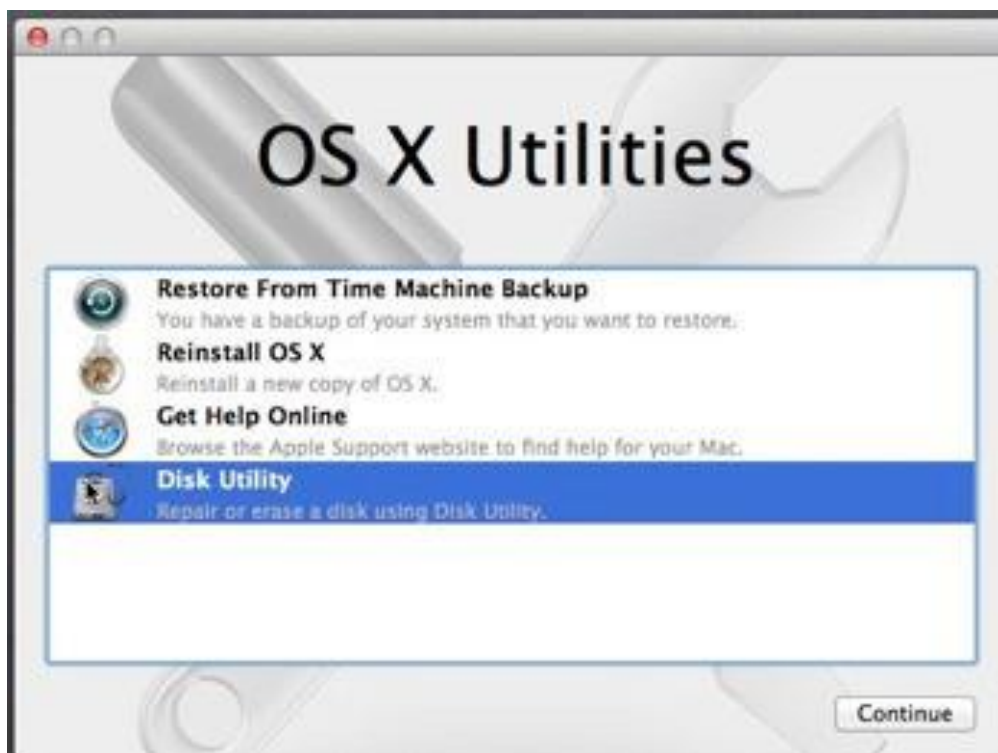 OS X Utilities
Restore From Time Machine Backup
You have a backup of your system that you want to restore.
Reinstall OS X
Reinstall a new copy of OS X.
Get Help Online
Browse the Apple Support website to find help for your Mac.
Disk Utility
Repair or erase a disk using Disk Utility.
Continue